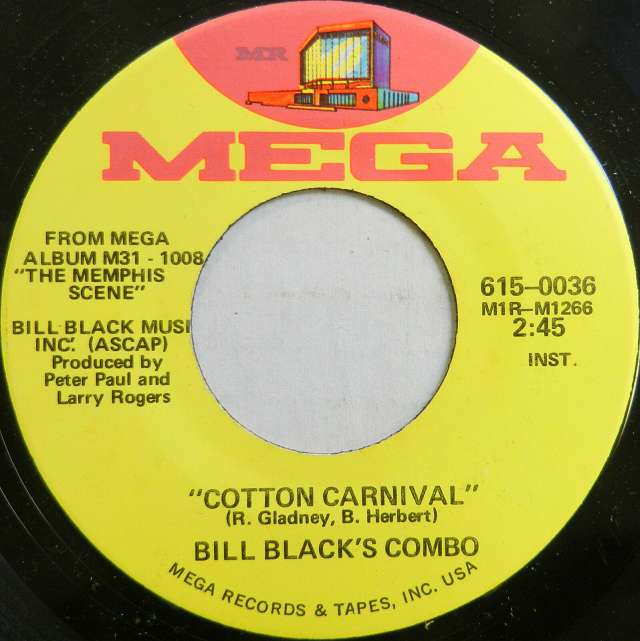 MR
MEGA
FROM MEGA
ALBUM M31 - 1008
"THE MEMPHIS
SCENE"
BILL BLACK MUSI
INC. (ASCAP)
Produced by
Peter Paul and
Larry Rogers
615-0036
M1R-M1266
2:45
INST.
"COTTON CARNIVAL"
(R. Gladney, B. Herbert)
BILL BLACK'S COMBO
MEGA RECORDS & TAPES, INC. USA